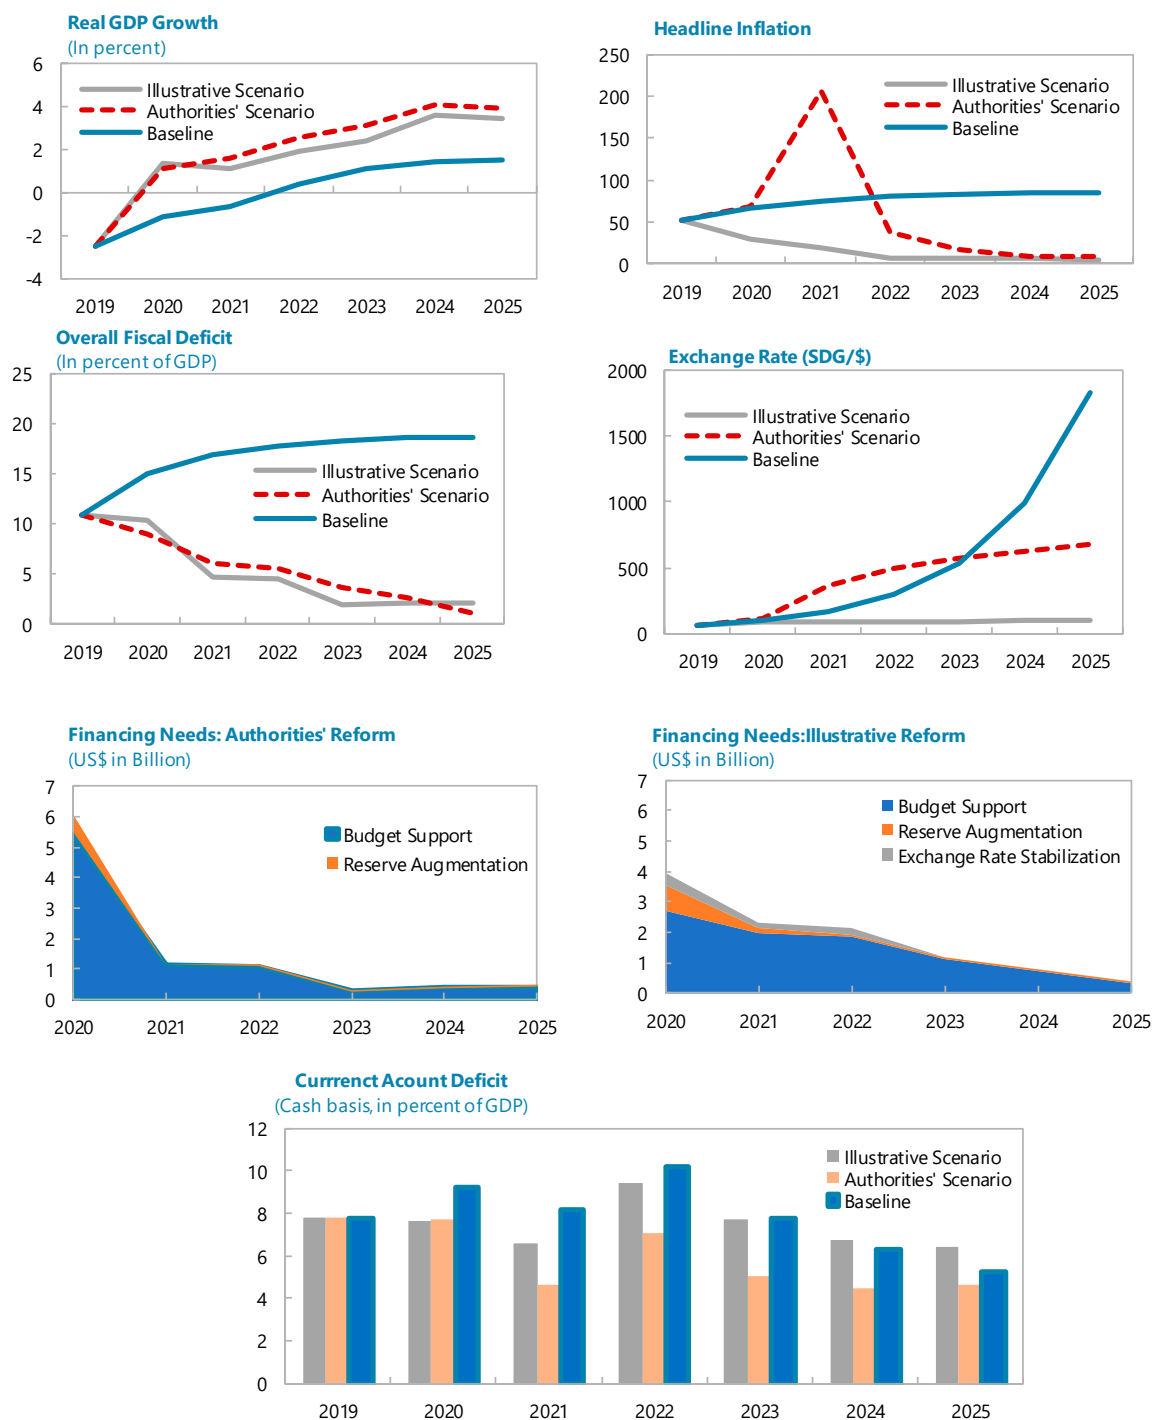 Real GDP Growth
(In percent)
6
4
2
0
-2
-4
Illustrative Scenario
Authorities' Scenario
Baseline
2019 2020 2021 2022 2023 2024 2025
Headline Inflation
250
200
150
100
50
0
Illustrative Scenario
Authorities' Scenario
Baseline
2019 2020 2021 2022 2023 2024 2025
Overall Fiscal Deficit
(In percent of GDP)
25
20
15
10
5
0
Illustrative Scenario
Authorities' Scenario
Baseline
2019 2020 2021 2022 2023 2024 2025
Exchange Rate (SDG/$)
2000
1500
1000
500
0
Illustrative Scenario
Authorities' Scenario
Baseline
2019 2020 2021 2022 2023 2024 2025
Financing Needs: Authorities' Reform
(US$ in Billion)
7
6
5
4
3
2
1
0
Budget Support
Reserve Augmentation
2020 2021 2022 2023 2024 2025
Financing Needs:Illustrative Reform
(US$ in Billion)
7
6
5
4
3
2
1
0
Budget Support
Reserve Augmentation
Exchange Rate Stabilization
2020 2021 2022 2023 2024 2025
Currrenct Acount Deficit
(Cash basis, in percent of GDP)
12
10
8
6
4
2
0
Illustrative Scenario
Authorities' Scenario
Baseline
2019 2020 2021 2022 2023 2024 2025